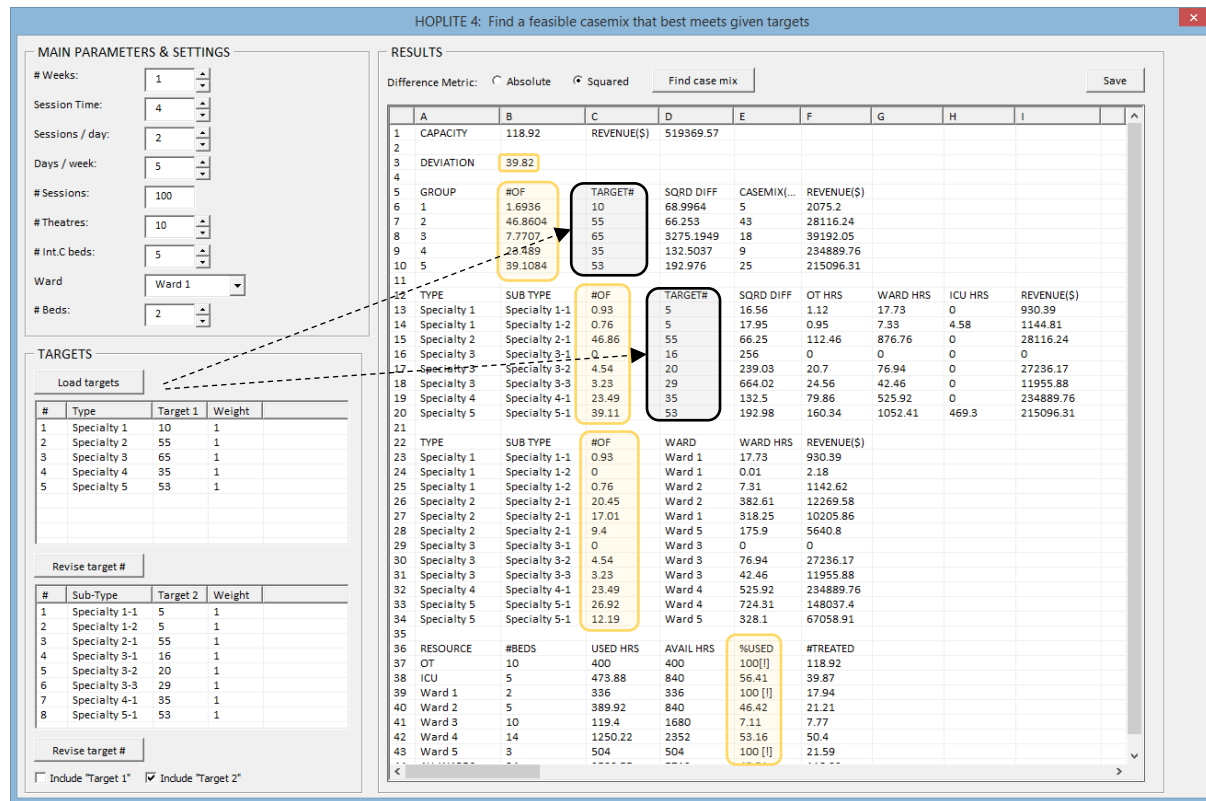 HOPLITE 4: Find a feasible casemix that best meets given targets
MAIN PARAMETERS & SETTINGS
# Weeks: 1
Session Time: 4
Sessions / day: 2
Days / week: 5
# Sessions: 100
# Theatres: 10
# Int.C beds: 5
Ward Ward 1
# Beds: 2
TARGETS
Load targets
# Type Target 1 Weight
1 Specialty 1 10 1
2 Specialty 2 55 1
3 Specialty 3 65 1
4 Specialty 4 35 1
5 Specialty 5 53 1
Revise target #
# Sub-Type Target 2 Weight
1 Specialty 1-1 5 1
2 Specialty 1-2 5 1
3 Specialty 2-1 55 1
4 Specialty 3-1 16 1
5 Specialty 3-2 20 1
6 Specialty 3-3 29 1
7 Specialty 4-1 35 1
8 Specialty 5-1 53 1
Revise target #
Include "Target 1" Include "Target 2"
RESULTS
Difference Metric: Absolute Squared Find case mix Save
A B C D E F G H I
1 CAPACITY 118.92 REVENUE($) 519369.57
2
3 DEVIATION 39.82
4
5 GROUP #OF TARGET# SQRD DIFF CASEMIX(... REVENUE($)
6 1 1.6936 10 68.9964 5 2075.2
7 2 46.8604 55 66.253 43 28116.24
8 3 7.7707 65 3275.1949 18 39192.05
9 4 23.489 35 132.5037 9 234889.76
10 5 39.1084 53 192.976 25 215096.31
11
12 TYPE SUB TYPE #OF TARGET# SQRD DIFF OT HRS WARD HRS ICU HRS REVENUE($)
13 Specialty 1 Specialty 1-1 0.93 5 16.56 1.12 17.73 0 930.39
14 Specialty 1 Specialty 1-2 0.76 5 17.95 0.95 7.33 4.58 1144.81
15 Specialty 2 Specialty 2-1 46.86 55 66.25 112.46 876.76 0 28116.24
16 Specialty 3 Specialty 3-1 0 16 256 0 0 0 0
17 Specialty 3 Specialty 3-2 4.54 20 239.03 20.7 76.94 0 27236.17
18 Specialty 3 Specialty 3-3 3.23 29 664.02 24.56 42.46 0 11955.88
19 Specialty 4 Specialty 4-1 23.49 35 132.5 79.86 525.92 0 234889.76
20 Specialty 5 Specialty 5-1 39.11 53 192.98 160.34 1052.41 469.3 215096.31
21
22 TYPE SUB TYPE #OF WARD WARD HRS REVENUE($)
23 Specialty 1 Specialty 1-1 0.93 Ward 1 17.73 930.39
24 Specialty 1 Specialty 1-2 0 Ward 1 0.01 2.18
25 Specialty 1 Specialty 1-2 0.76 Ward 2 7.31 1142.62
26 Specialty 2 Specialty 2-1 20.45 Ward 2 382.61 12269.58
27 Specialty 2 Specialty 2-1 17.01 Ward 1 318.25 10205.86
28 Specialty 2 Specialty 2-1 9.4 Ward 5 175.9 5640.8
29 Specialty 3 Specialty 3-1 0 Ward 3 0 0
30 Specialty 3 Specialty 3-2 4.54 Ward 3 76.94 27236.17
31 Specialty 3 Specialty 3-3 3.23 Ward 3 42.46 11955.88
32 Specialty 4 Specialty 4-1 23.49 Ward 4 525.92 234889.76
33 Specialty 5 Specialty 5-1 26.92 Ward 4 724.31 148037.4
34 Specialty 5 Specialty 5-1 12.19 Ward 5 328.1 67058.91
35
36 RESOURCE #BEDS USED HRS AVAIL HRS %USED #TREATED
37 OT 10 400 400 100[!] 118.92
38 ICU 5 473.88 840 56.41 39.87
39 Ward 1 2 336 336 100 [!] 17.94
40 Ward 2 5 389.92 840 46.42 21.21
41 Ward 3 10 119.4 1680 7.11 7.77
42 Ward 4 14 1250.22 2352 53.16 50.4
43 Ward 5 3 504 504 100 [!] 21.59